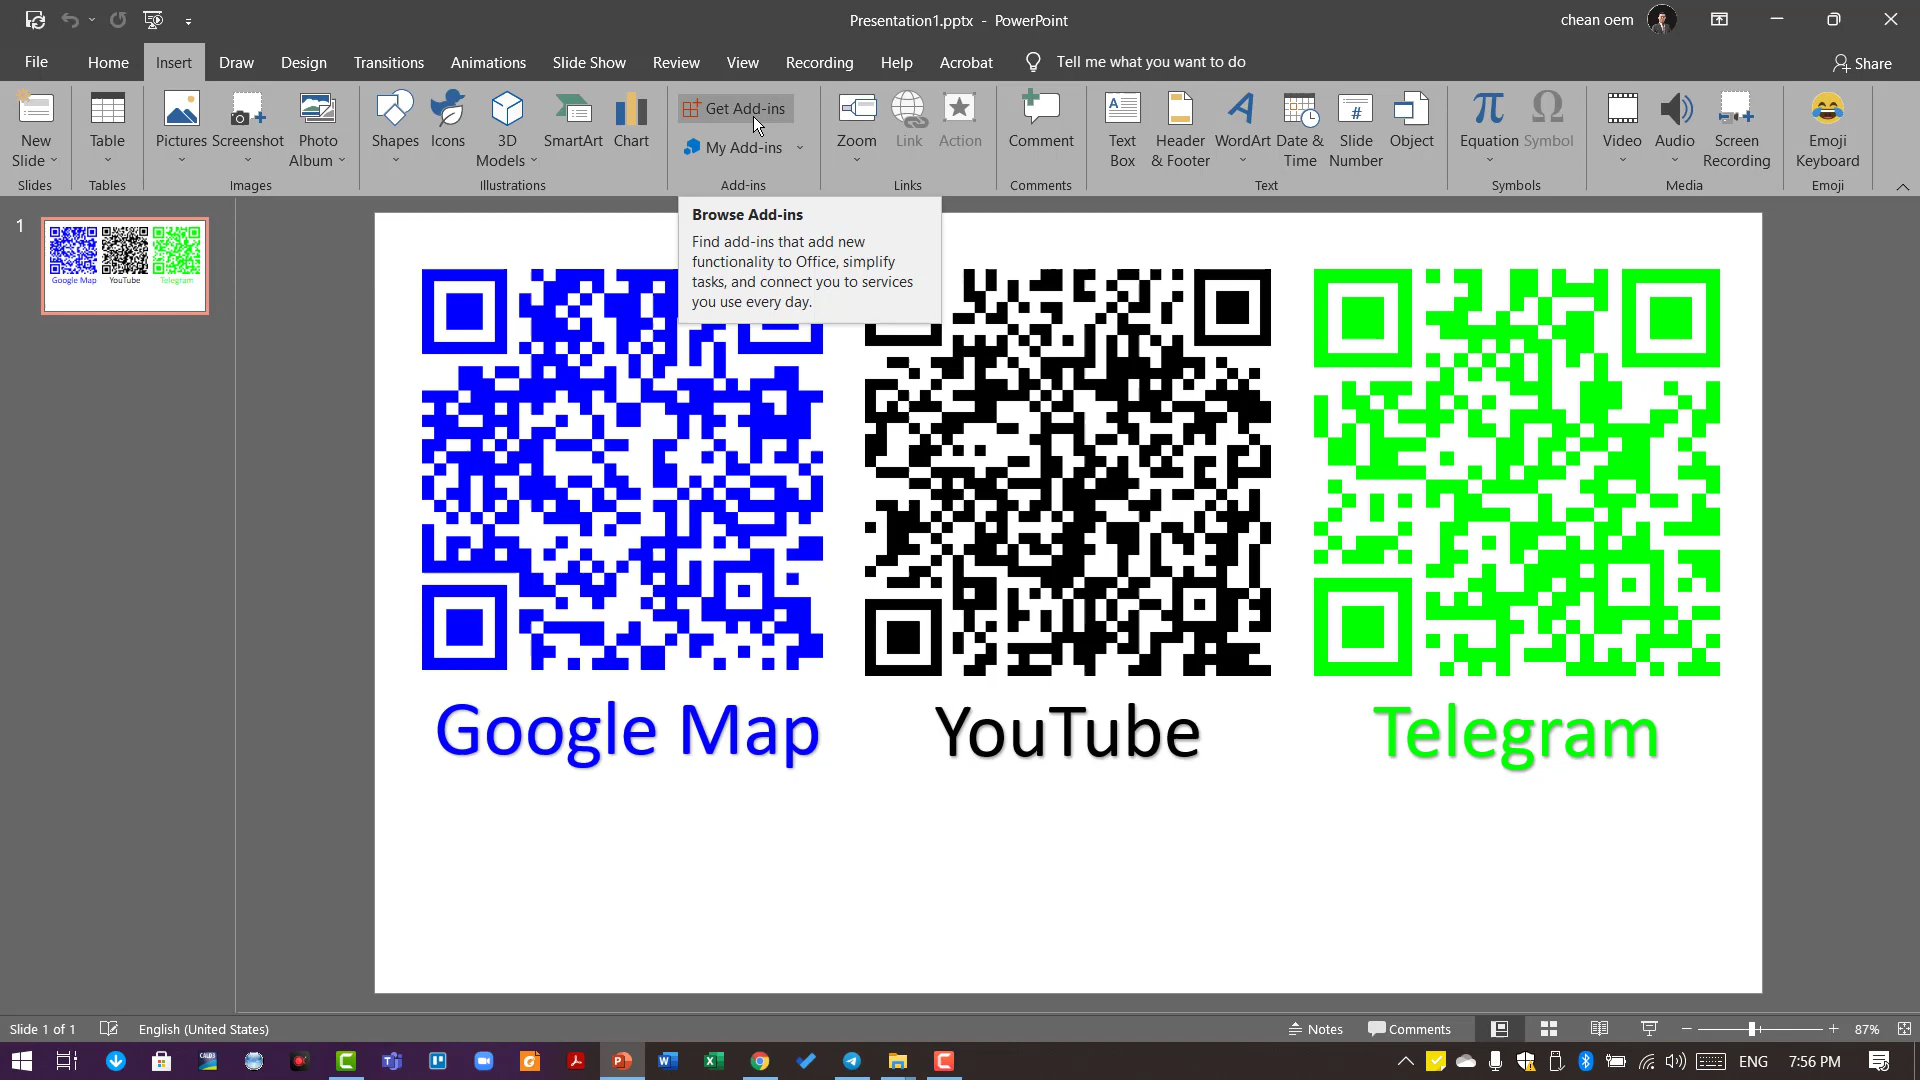 Presentation1.pptx - PowerPoint
chean oem
File Home Insert Draw Design Transitions Animations Slide Show Review View Recording Help Acrobat Tell me what you want to do Share
New Slide
Table
Pictures
Screenshot
Photo Album
Shapes
Icons
3D Models
SmartArt
Chart
Get Add-ins
My Add-ins
Zoom
Link
Action
Comment
Text Box
Header & Footer
WordArt
Date & Time
Slide Number
Object
Equation
Symbol
Video
Audio
Screen Recording
Emoji Keyboard
Slides Tables Images Illustrations Add-ins Links Comments Text Symbols Media Emoji
Browse Add-ins
Find add-ins that add new
functionality to Office, simplify
tasks, and connect you to services
you use every day.
1
Google Map YouTube Telegram
Google Map YouTube Telegram
Slide 1 of 1 English (United States) Notes Comments 87%
ENG 7:56 PM